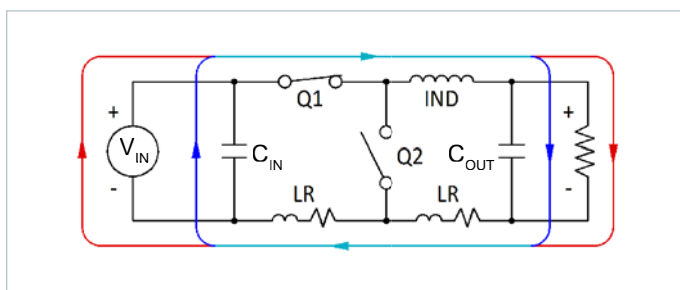 Q1
IND
+
V_IN
-
C_IN
Q2
C_OUT
+
-
LR
LR